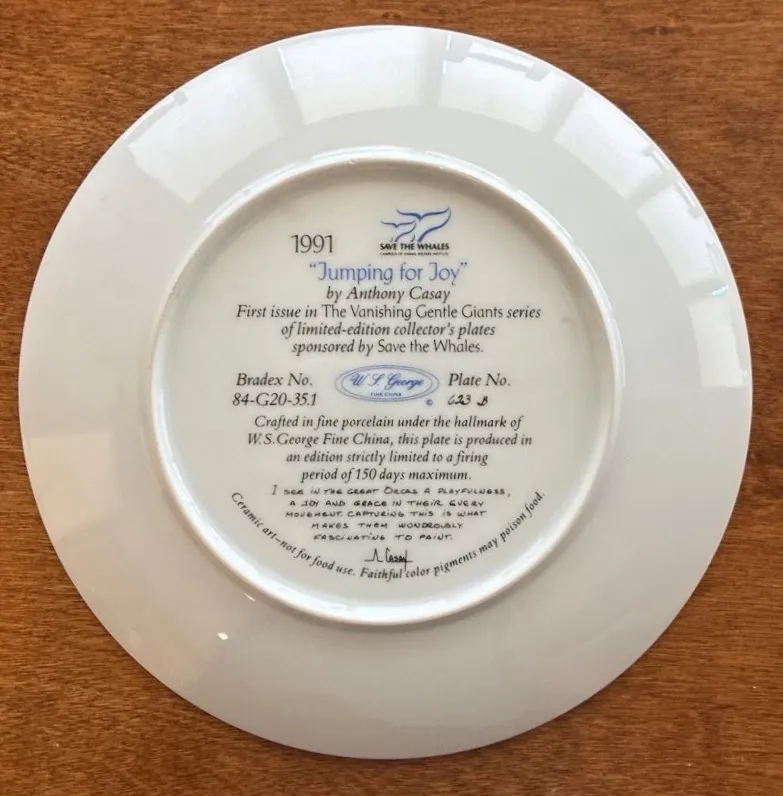 1991
SAVE THE WHALES
CAMPAIGN OF ANIMAL WELFARE INSTITUTE
"Jumping for Joy"
by Anthony Casay
First issue in The Vanishing Gentle Giants series
of limited-edition collector's plates
sponsored by Save the Whales.
Bradex No.
84-G20-35.1
W. S. George
FINE CHINA
©
Plate No.
623 B
Crafted in fine porcelain under the hallmark of
W.S.George Fine China, this plate is produced in
an edition strictly limited to a firing
period of 150 days maximum.
I SEE IN THE GREAT ORCAS A PLAYFULNESS,
A JOY AND GRACE IN THEIR EVERY
MOVEMENT. CAPTURING THIS IS WHAT
MAKES THEM WONDROUSLY
FASCINATING TO PAINT.
A Casay
Ceramic art–not for food use. Faithful color pigments may poison food.